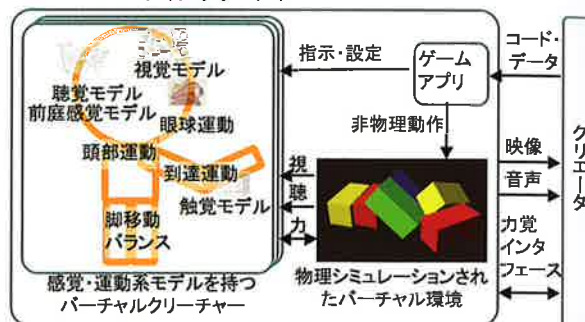 視覚モデル
聴覚モデル
前庭感覚モデル
眼球運動
頭部運動
到達運動
触覚モデル
脚移動
バランス
感覚・運動系モデルを持つ
バーチャルクリーチャー
指示・設定
ゲーム
アプリ
非物理動作
視
聴
力
物理シミュレーションされ
たバーチャル環境
コード・
データ
映像
音声
力覚
インタ
フェース
クリエータ